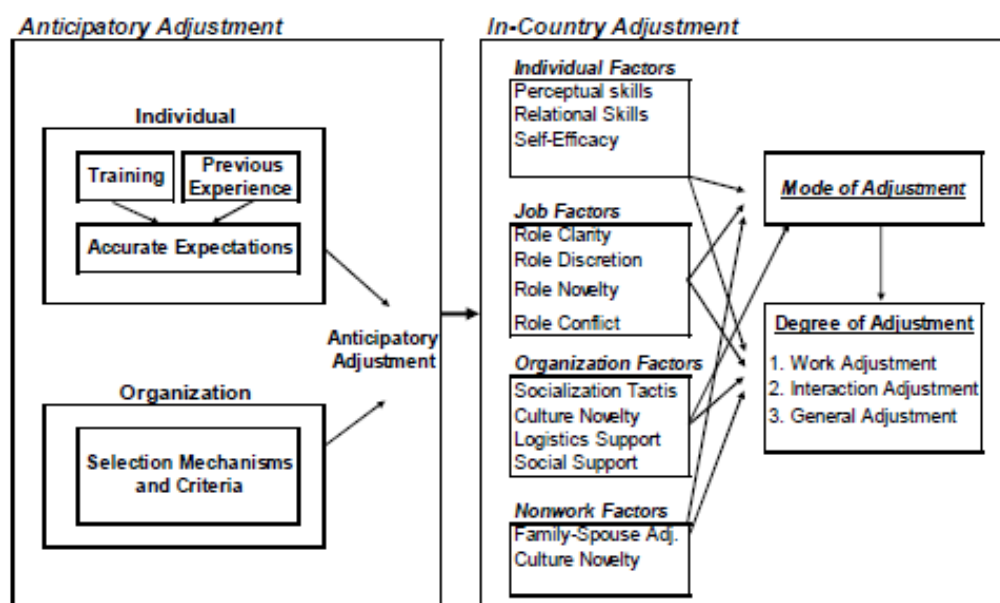 Anticipatory Adjustment
Individual
Training
Previous
Experience
Accurate Expectations
Anticipatory
Adjustment
Organization
Selection Mechanisms
and Criteria
In-Country Adjustment
Individual Factors
Perceptual skills
Relational Skills
Self-Efficacy
Job Factors
Role Clarity
Role Discretion
Role Novelty
Role Conflict
Organization Factors
Socialization Tactis
Culture Novelty
Logistics Support
Social Support
Nonwork Factors
Family-Spouse Adj.
Culture Novelty
Mode of Adjustment
Degree of Adjustment
1. Work Adjustment
2. Interaction Adjustment
3. General Adjustment